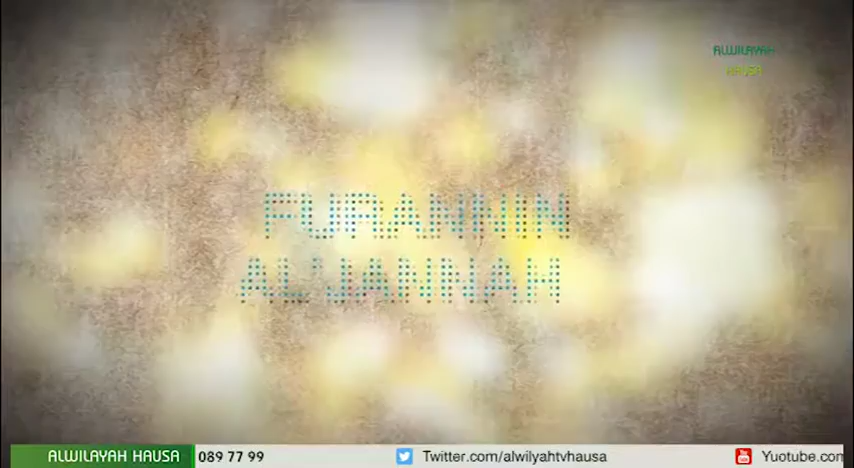 ALWILAYAH
HAUSA
FURANNIN
AL'JANNAH
ALWILAYAH HAUSA 089 77 99 Twitter.com/alwilyahtvhausa Yuotube.com